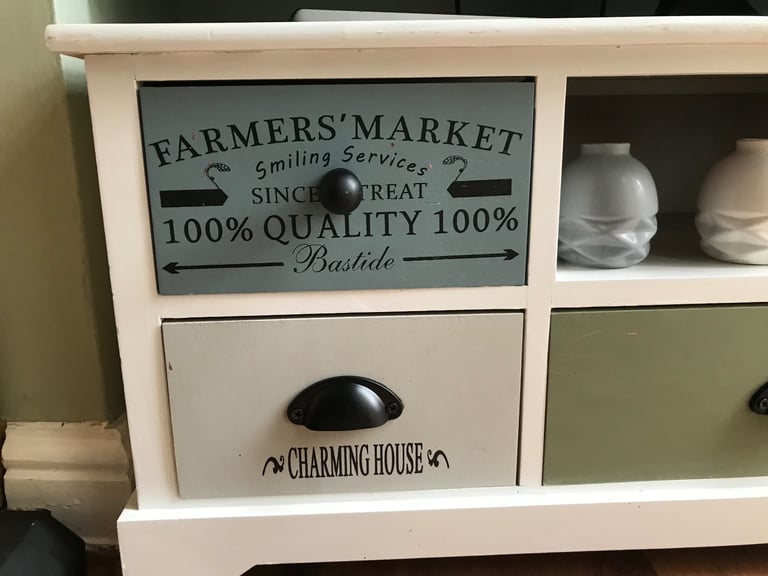 FARMERS' MARKET
Smiling Services
SINCE TREAT
100% QUALITY 100%
Bastide
CHARMING HOUSE